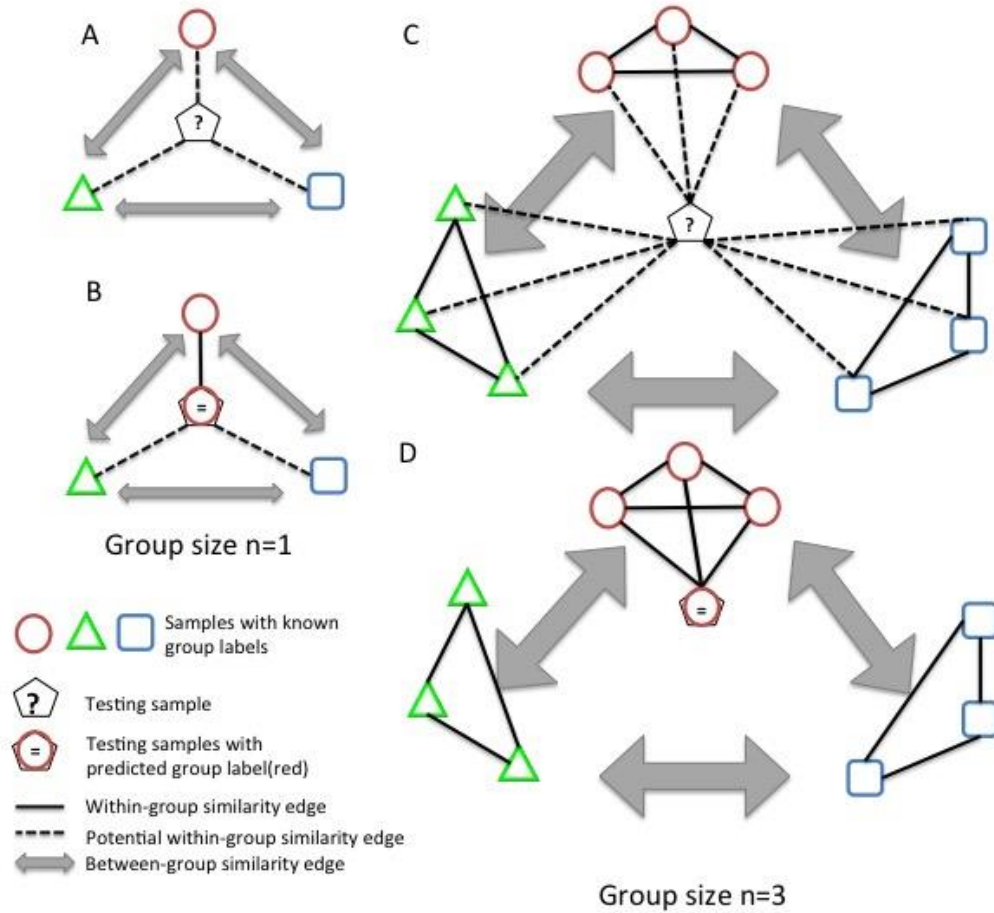 A
?
B
=
Group size n=1
C
?
D
=
Samples with known
group labels
?
Testing sample
=
Testing samples with
predicted group label(red)
Within-group similarity edge
Potential within-group similarity edge
Between-group similarity edge
Group size n=3